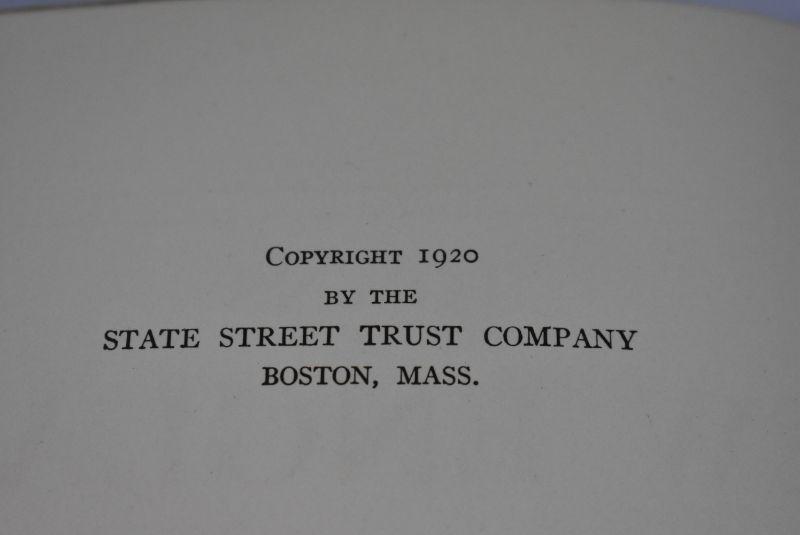 Copyright 1920
BY THE
STATE STREET TRUST COMPANY
BOSTON, MASS.